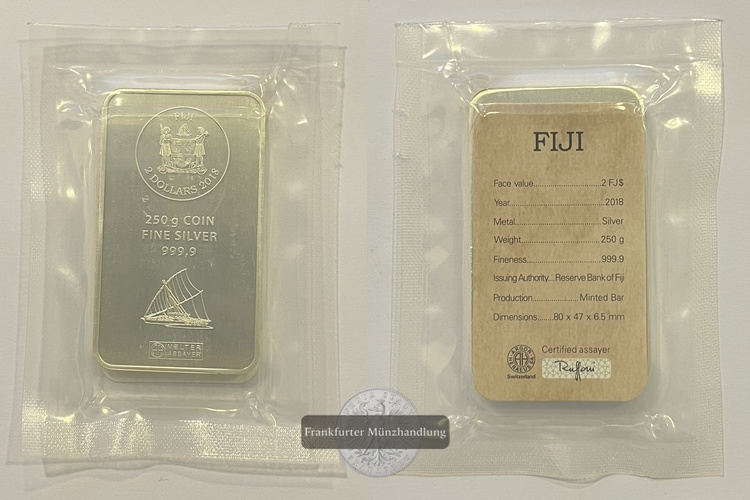 FIJI
2 DOLLARS 2018
250 g COIN
FINE SILVER
999,9
MELTER
ASSAYER
FIJI
Face value..............................2 FJ$
Year.......................................2018
Metal....................................Silver
Weight..................................250 g
Fineness...............................999.9
Issuing Authority...Reserve Bank of Fiji
Production....................Minted Bar
Dimensions.......80 x 47 x 6.5 mm
Certified assayer
ARGOR
HERAEUS
Switzerland
Frankfurter Münzhandlung